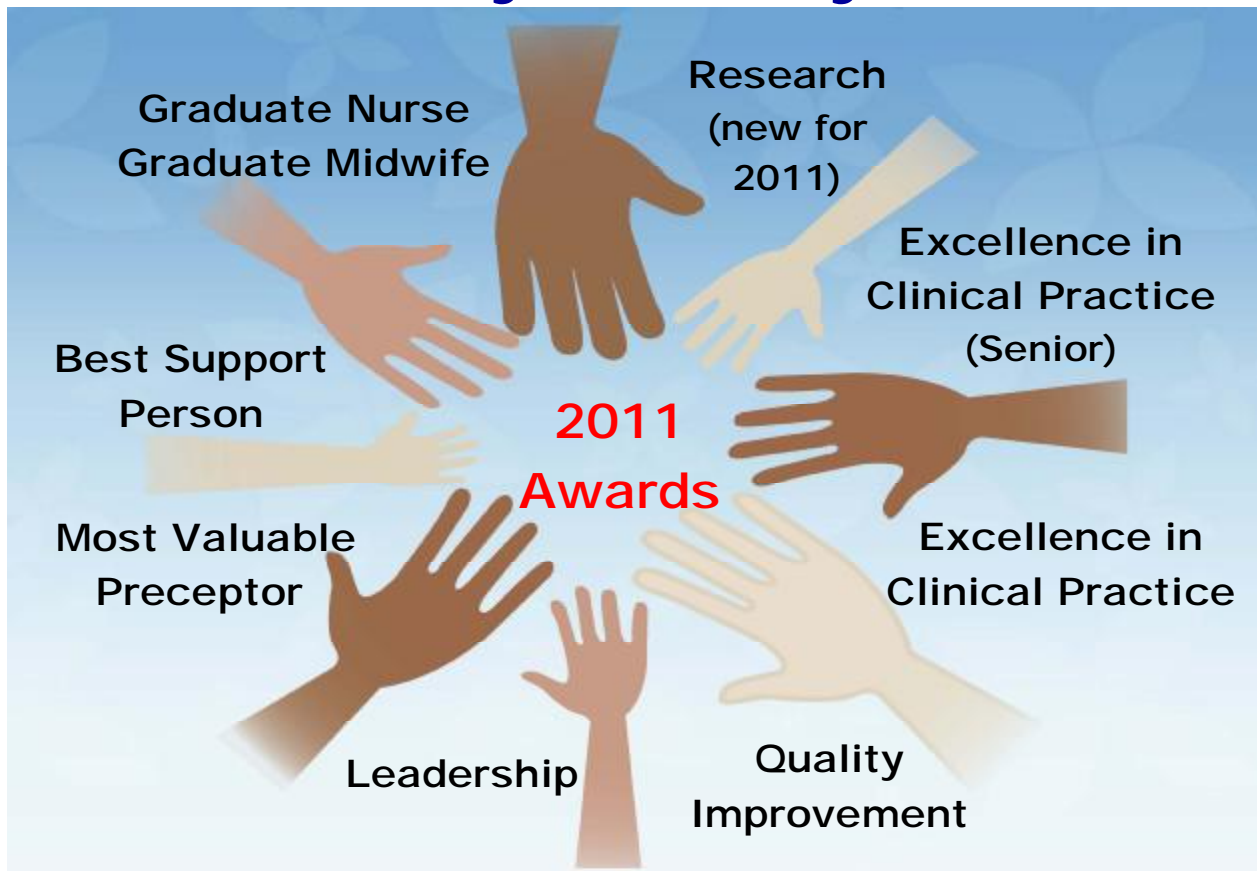 Graduate Nurse
Graduate Midwife
Research
(new for
2011)
Excellence in
Clinical Practice
(Senior)
Best Support
Person
2011
Awards
Most Valuable
Preceptor
Excellence in
Clinical Practice
Leadership
Quality
Improvement